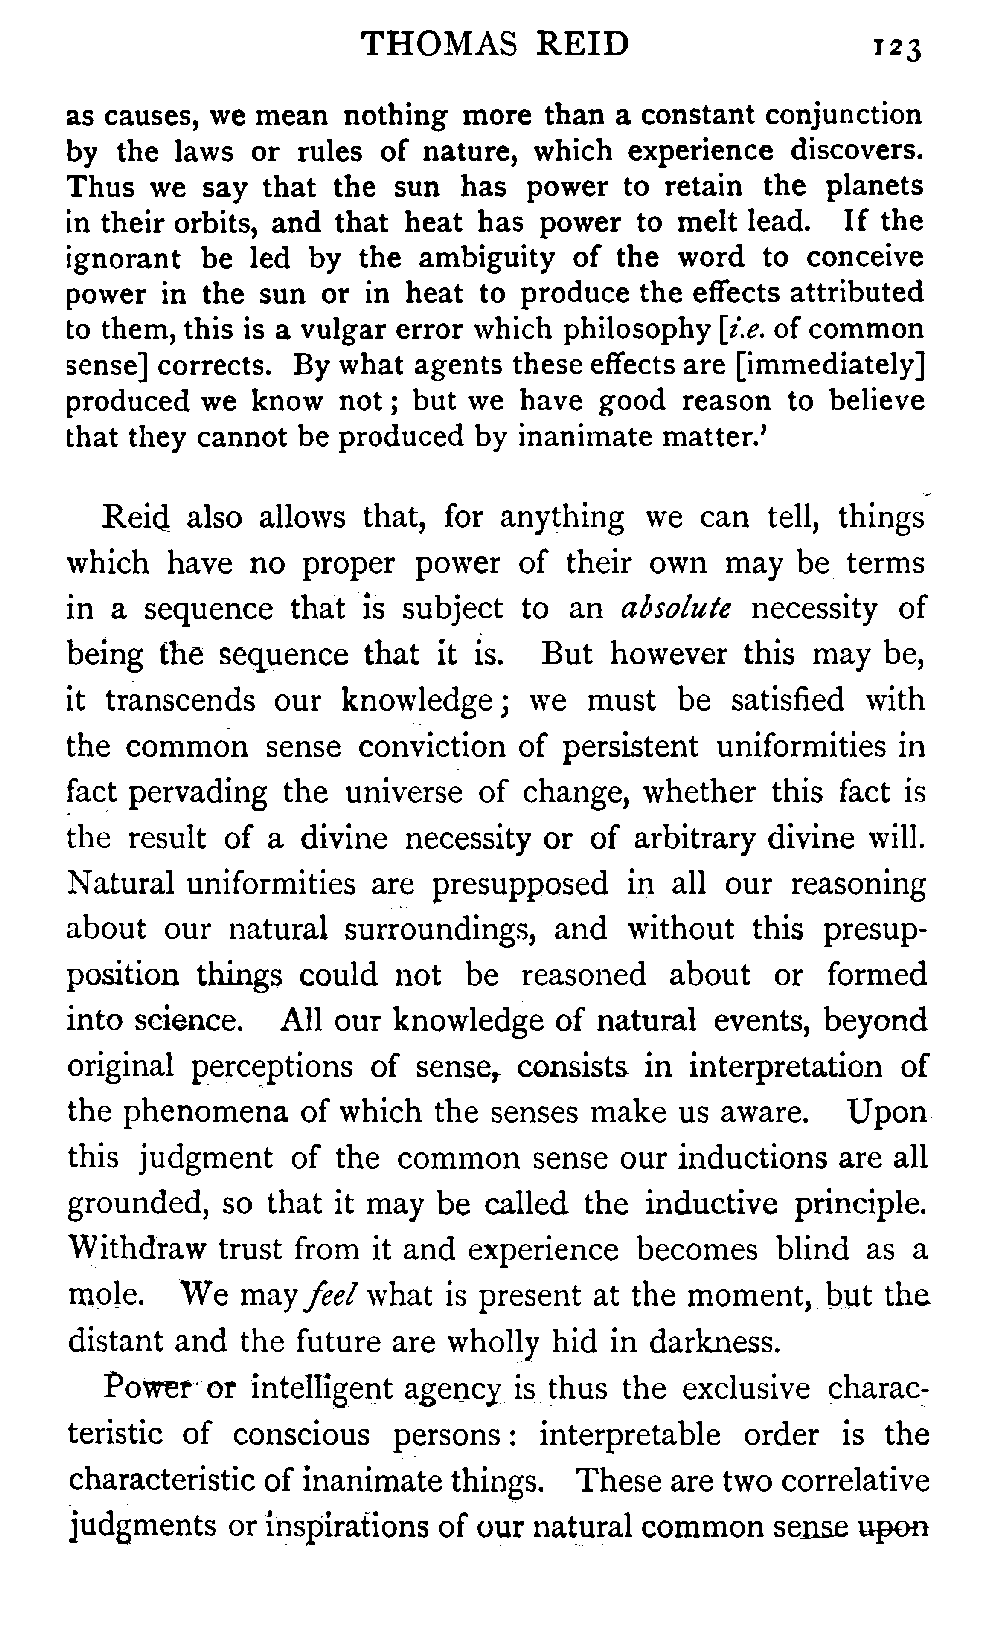 THOMAS REID 123
as causes, we mean nothing more than a constant conjunction
by the laws or rules of nature, which experience discovers.
Thus we say that the sun has power to retain the planets
in their orbits, and that heat has power to melt lead. If the
ignorant be led by the ambiguity of the word to conceive
power in the sun or in heat to produce the effects attributed
to them, this is a vulgar error which philosophy [i.e. of common
sense] corrects. By what agents these effects are [immediately]
produced we know not ; but we have good reason to believe
that they cannot be produced by inanimate matter.'
Reid also allows that, for anything we can tell, things
which have no proper power of their own may be terms
in a sequence that is subject to an absolute necessity of
being the sequence that it is. But however this may be,
it transcends our knowledge ; we must be satisfied with
the common sense conviction of persistent uniformities in
fact pervading the universe of change, whether this fact is
the result of a divine necessity or of arbitrary divine will.
Natural uniformities are presupposed in all our reasoning
about our natural surroundings, and without this presup-
position things could not be reasoned about or formed
into science. All our knowledge of natural events, beyond
original perceptions of sense, consists in interpretation of
the phenomena of which the senses make us aware. Upon
this judgment of the common sense our inductions are all
grounded, so that it may be called the inductive principle.
Withdraw trust from it and experience becomes blind as a
mole. We may feel what is present at the moment, but the
distant and the future are wholly hid in darkness.
Power or intelligent agency is thus the exclusive charac-
teristic of conscious persons : interpretable order is the
characteristic of inanimate things. These are two correlative
judgments or inspirations of our natural common sense upon